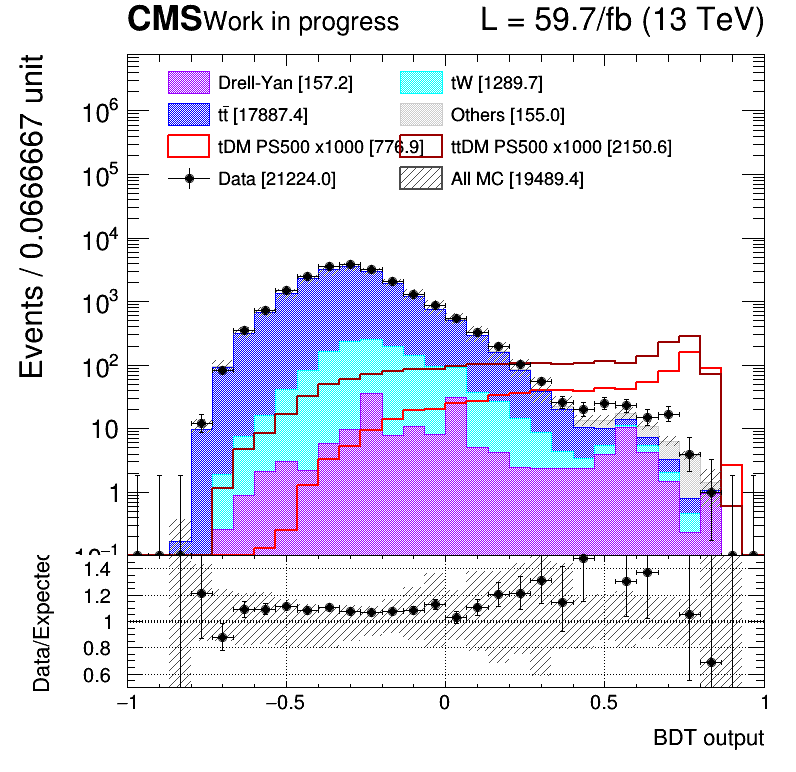 CMS Work in progress L = 59.7/fb (13 TeV)
Events / 0.0666667 unit
Drell-Yan [157.2] tW [1289.7]
tt̄ [17887.4] Others [155.0]
tDM PS500 x1000 [776.9] ttDM PS500 x1000 [2150.6]
Data [21224.0] All MC [19489.4]
10⁶
10⁵
10⁴
10³
10²
10
1
10⁻¹
Data/Expected
1.4
1.2
1
0.8
0.6
−1 −0.5 0 0.5 1
BDT output